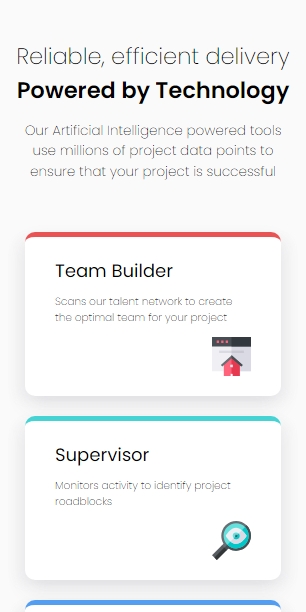 Reliable, efficient delivery
Powered by Technology
Our Artificial Intelligence powered tools
use millions of project data points to
ensure that your project is successful
Team Builder
Scans our talent network to create
the optimal team for your project
Supervisor
Monitors activity to identify project
roadblocks